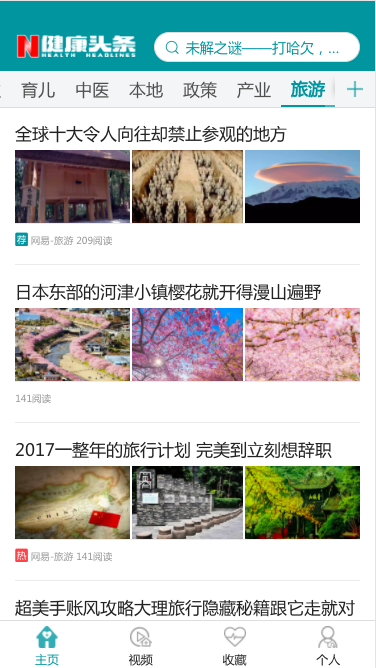 健康头条
HEALTH HEADLINES
未解之谜——打哈欠，...
育儿 中医 本地 政策 产业 旅游
全球十大令人向往却禁止参观的地方
荐 网易-旅游 209阅读
日本东部的河津小镇樱花就开得漫山遍野
141阅读
2017一整年的旅行计划 完美到立刻想辞职
热 网易-旅游 141阅读
超美手账风攻略大理旅行隐藏秘籍跟它走就对
主页 视频 收藏 个人